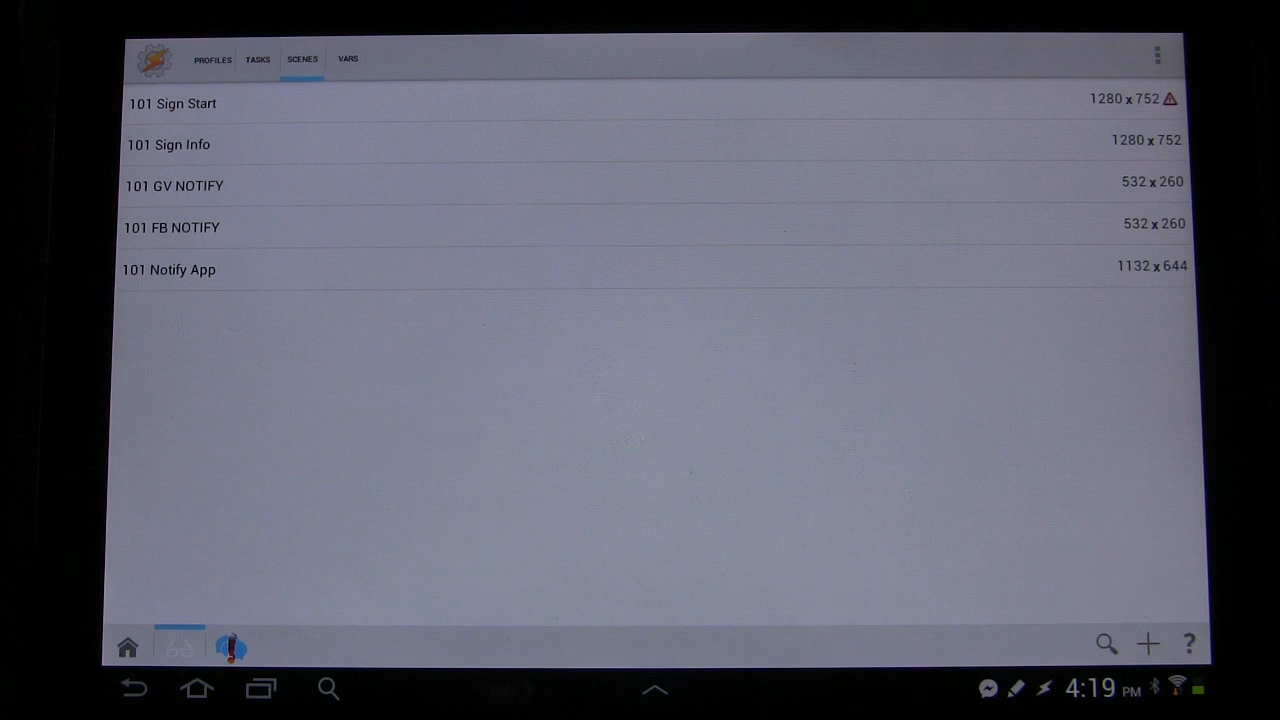 PROFILES TASKS SCENES VARS
101 Sign Start 1280 x 752
101 Sign Info 1280 x 752
101 GV NOTIFY 532 x 260
101 FB NOTIFY 532 x 260
101 Notify App 1132 x 644
?
4:19 PM